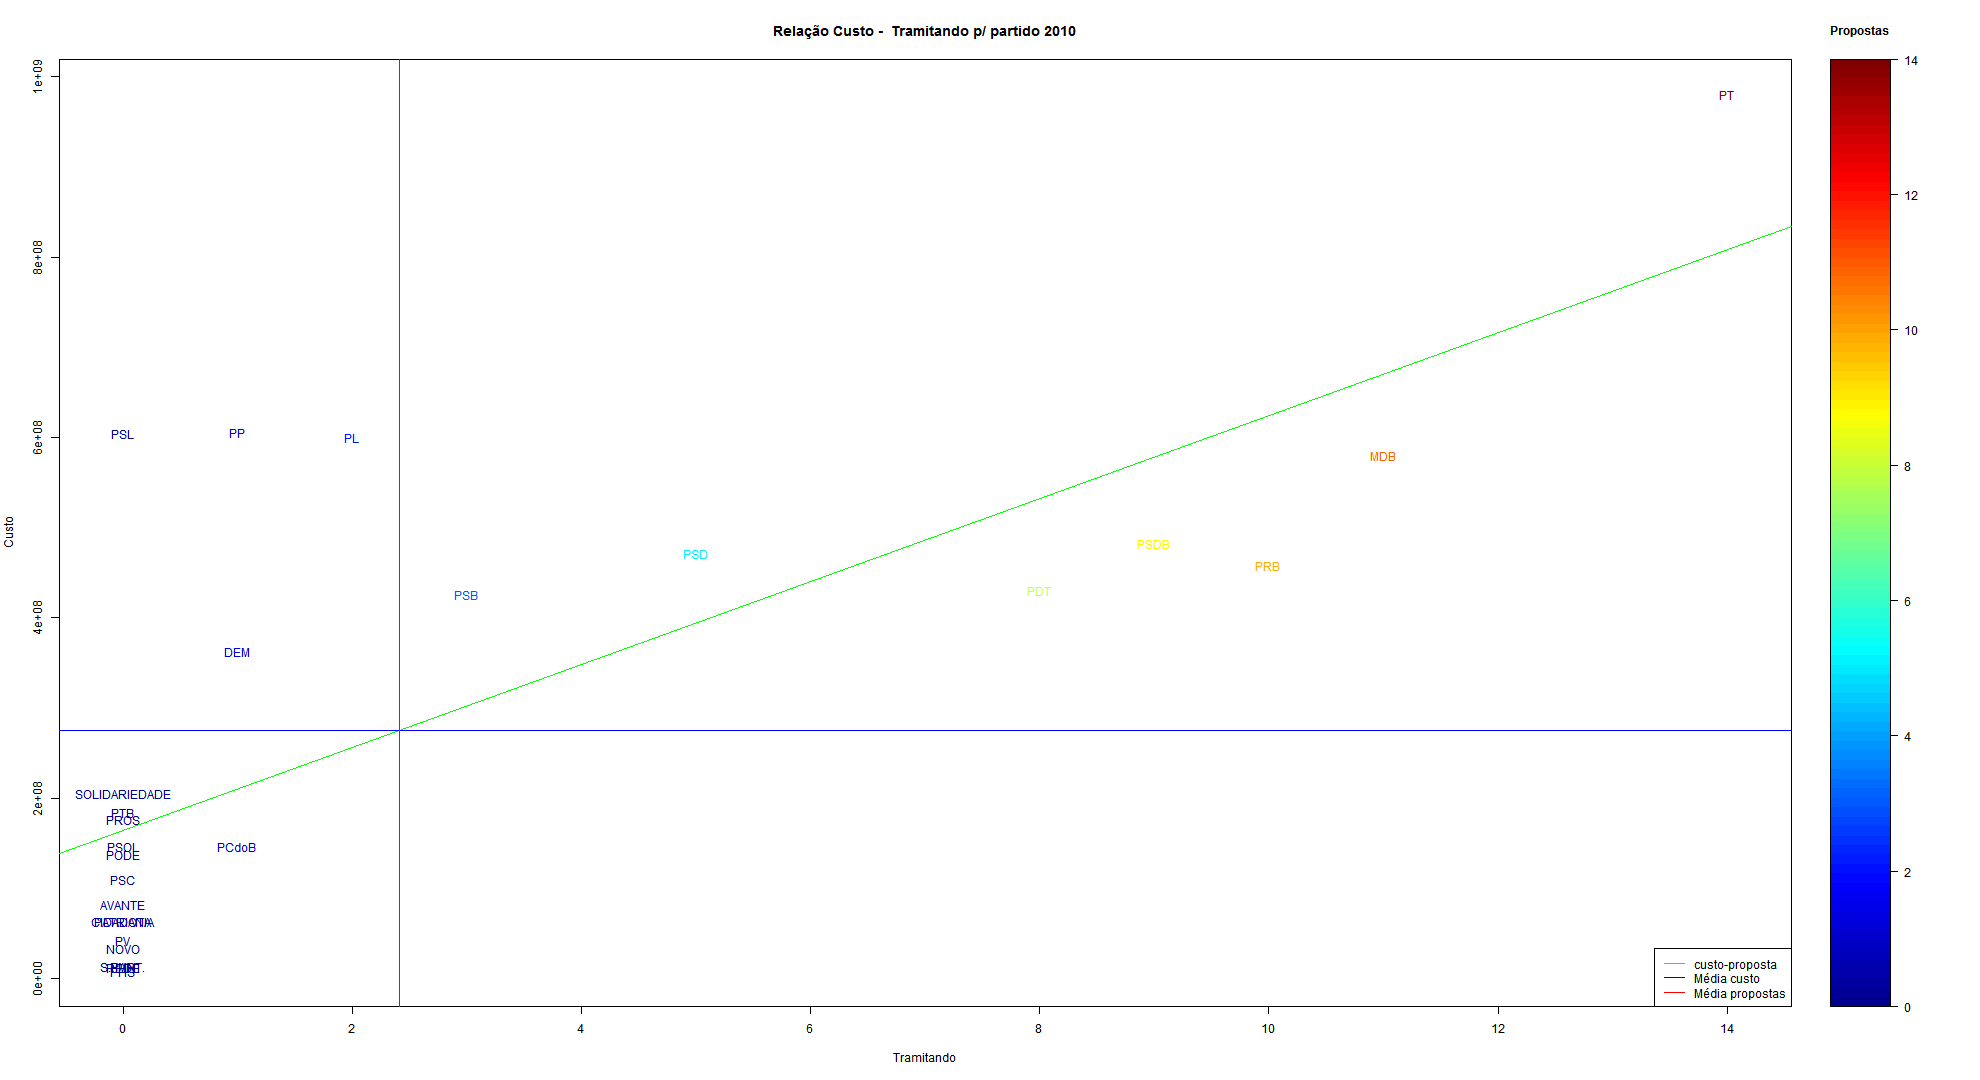 Relação Custo - Tramitando p/ partido 2010
Propostas
1e+09
8e+08
6e+08
4e+08
2e+08
0e+00
Custo
PT
PSL
PP
PL
MDB
PSD
PSDB
PRB
PSB
PDT
DEM
SOLIDARIEDADE
PTB
PROS
PSOL
PCdoB
PODE
PSC
AVANTE
PV
NOVO
PHS
custo-proposta
Média custo
Média propostas
0
2
4
6
8
10
12
14
Tramitando
14
12
10
8
6
4
2
0